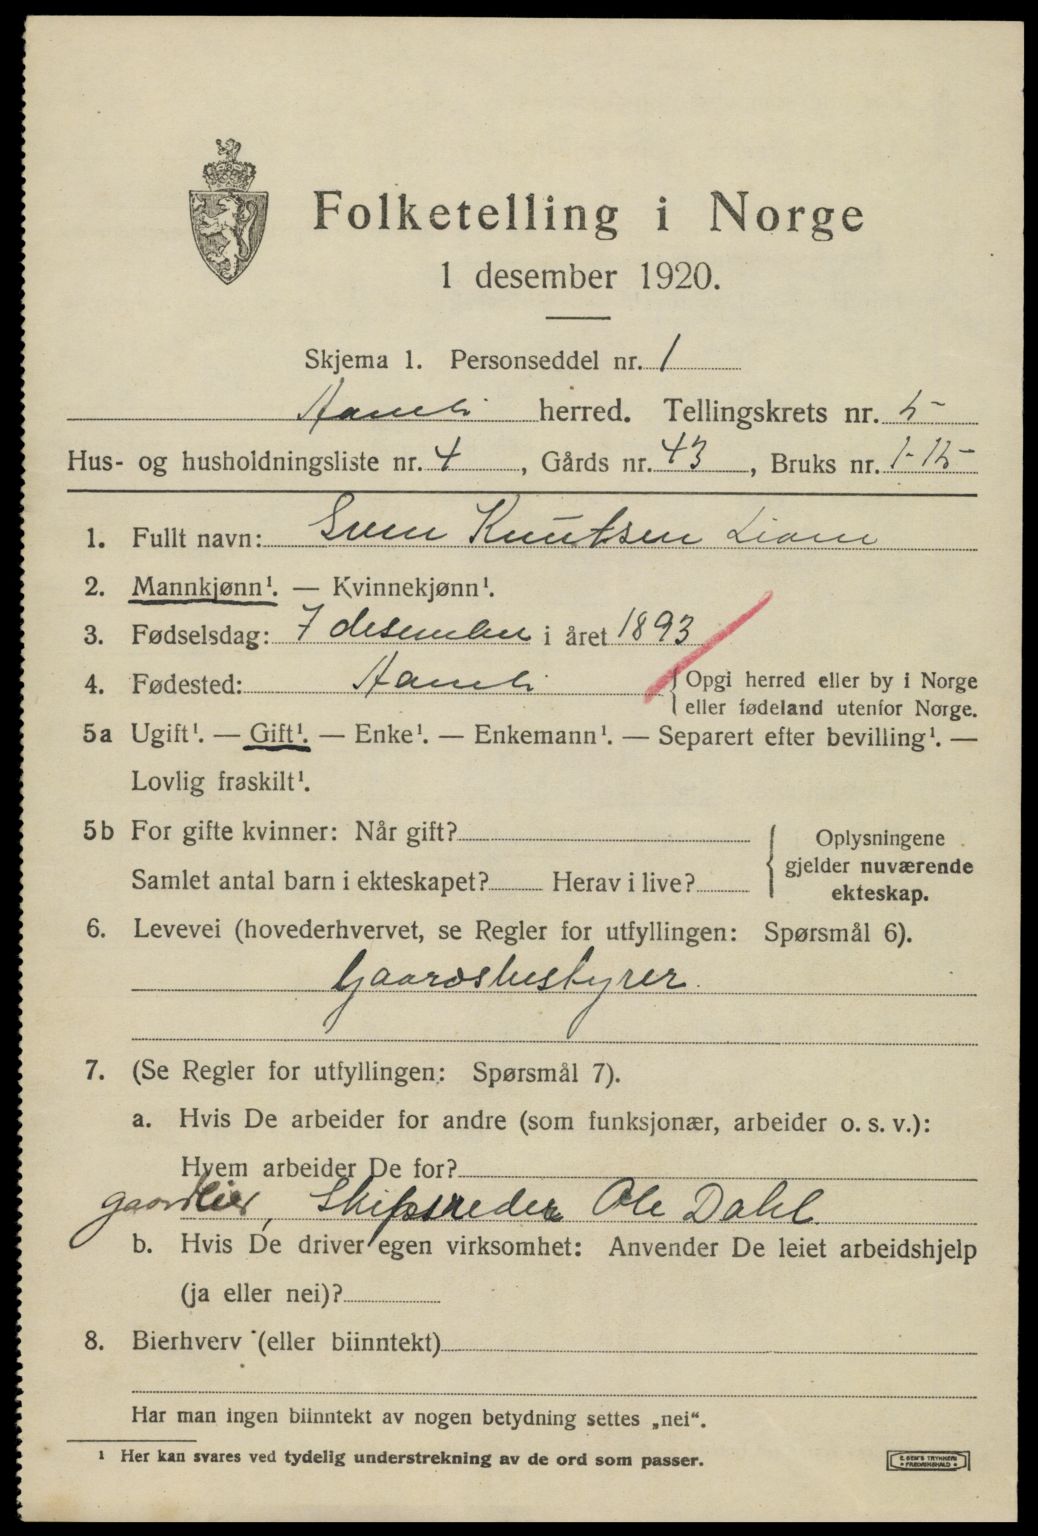 Folketelling i Norge
1 desember 1920.
Skjema 1. Personseddel nr. 1
herred. Tellingskrets nr. 5
Hus- og husholdningsliste nr. 4, Gårds nr. 43, Bruks nr. 1-15
1. Fullt navn: Sven Knutsen Liane
2. Mannkjønn¹. — Kvinnekjønn¹.
3. Fødselsdag: 7 desember i året 1893
4. Fødested:
{Opgi herred eller by i Norge
eller fødeland utenfor Norge.
5a Ugift¹. — Gift¹. — Enke¹. — Enkemann¹. — Separert efter bevilling¹. —
Lovlig fraskilt¹.
5b For gifte kvinner: Når gift?
Samlet antal barn i ekteskapet? Herav i live?
{Oplysningene
gjelder nuværende
ekteskap.
6. Levevei (hovederhvervet, se Regler for utfyllingen: Spørsmål 6).
Gaardsbestyrer.
7. (Se Regler for utfyllingen: Spørsmål 7).
a. Hvis De arbeider for andre (som funksjonær, arbeider o. s. v.):
Hvem arbeider De for?
Skipsreder Ole Dahl
b. Hvis De driver egen virksomhet: Anvender De leiet arbeidshjelp
(ja eller nei)?
8. Bierhverv (eller biinntekt)
Har man ingen biinntekt av nogen betydning settes „nei“.
¹ Her kan svares ved tydelig understrekning av de ord som passer.